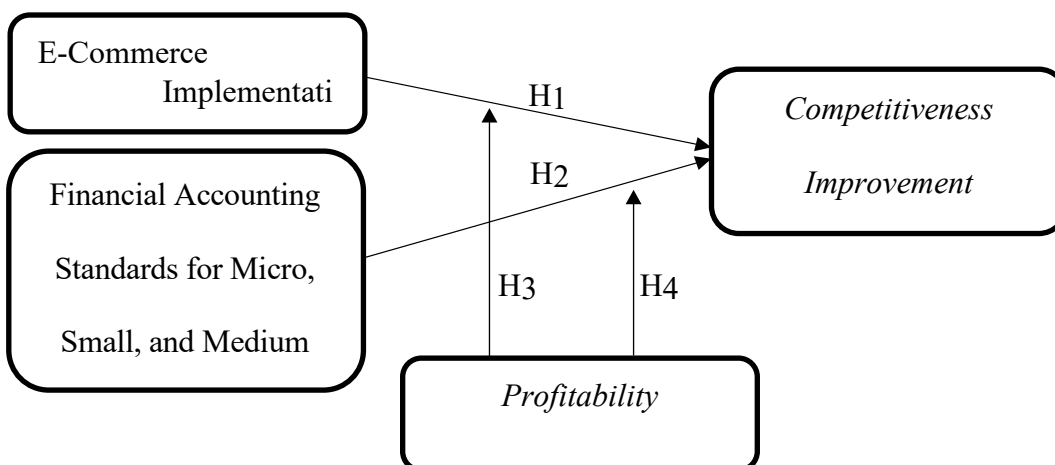 E-Commerce
Implementati
H1
Competitiveness
Improvement
H2
Financial Accounting
Standards for Micro,
Small, and Medium
H3
H4
Profitability